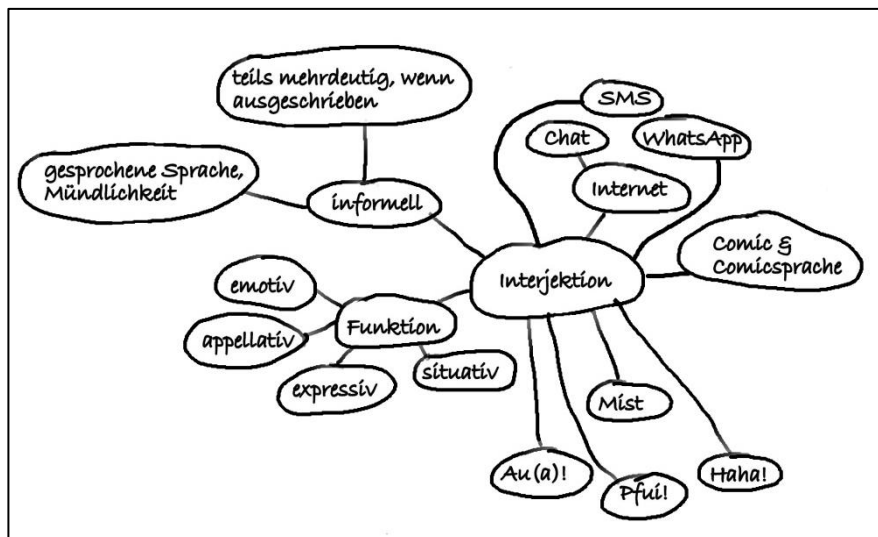 teils mehrdeutig, wenn
ausgeschrieben
SMS
Chat
WhatsApp
gesprochene Sprache,
Mündlichkeit
informell
Internet
Comic &
Comicsprache
Interjektion
emotiv
Funktion
appellativ
situativ
expressiv
Mist
Au(a)!
Pfui!
Haha!